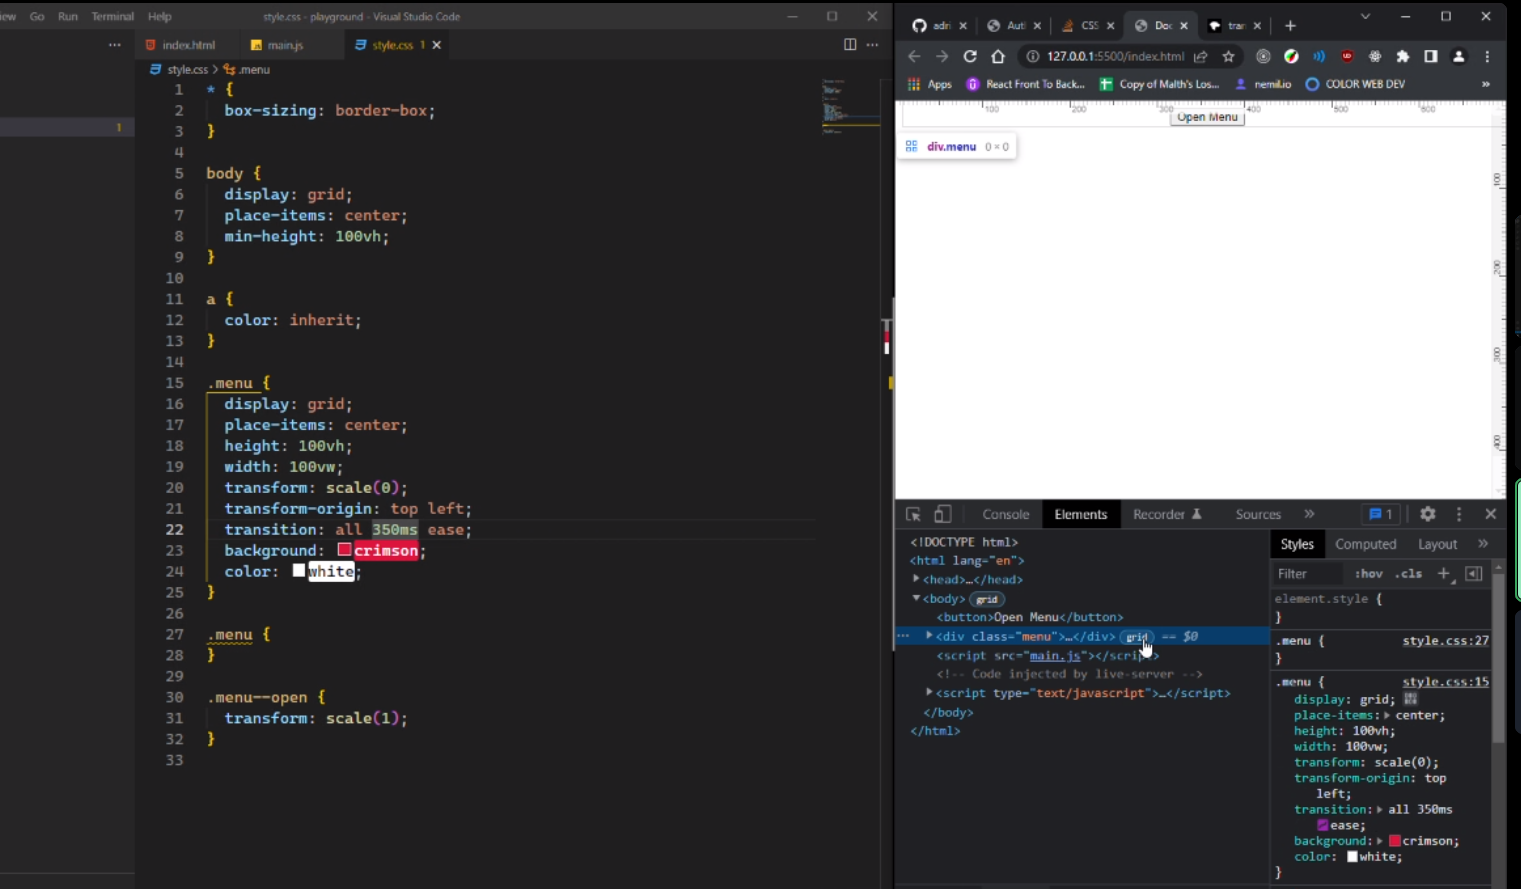 iew Go Run Terminal Help
style.css - playground - Visual Studio Code
index.html
main.js
style.css 1
style.css > .menu
1
1 * {
2 box-sizing: border-box;
3 }
4
5 body {
6 display: grid;
7 place-items: center;
8 min-height: 100vh;
9 }
10
11 a {
12 color: inherit;
13 }
14
15 .menu {
16 display: grid;
17 place-items: center;
18 height: 100vh;
19 width: 100vw;
20 transform: scale(0);
21 transform-origin: top left;
22 transition: all 350ms ease;
23 background: crimson;
24 color: white;
25 }
26
27 .menu {
28 }
29
30 .menu--open {
31 transform: scale(1);
32 }
33
adri
Aut
CSS
Doc
tran
127.0.0.1:5500/index.html
Apps
React Front To Back...
Copy of Malth's Los...
nemil.io
COLOR WEB DEV
»
100 200 300 400 500 600
Open Menu
div.menu 0 × 0
100
200
300
400
Console Elements Recorder Sources » 1
<!DOCTYPE html>
<html lang="en">
<head>…</head>
<body> grid
<button>Open Menu</button>
<div class="menu">…</div> grid == $0
<script src="main.js"></script>
<!-- Code injected by live-server -->
<script type="text/javascript">…</script>
</body>
</html>
Styles Computed Layout »
Filter :hov .cls +
element.style {
}
.menu { style.css:27
}
.menu { style.css:15
display: grid;
place-items: center;
height: 100vh;
width: 100vw;
transform: scale(0);
transform-origin: top
left;
transition: all 350ms
ease;
background: crimson;
color: white;
}